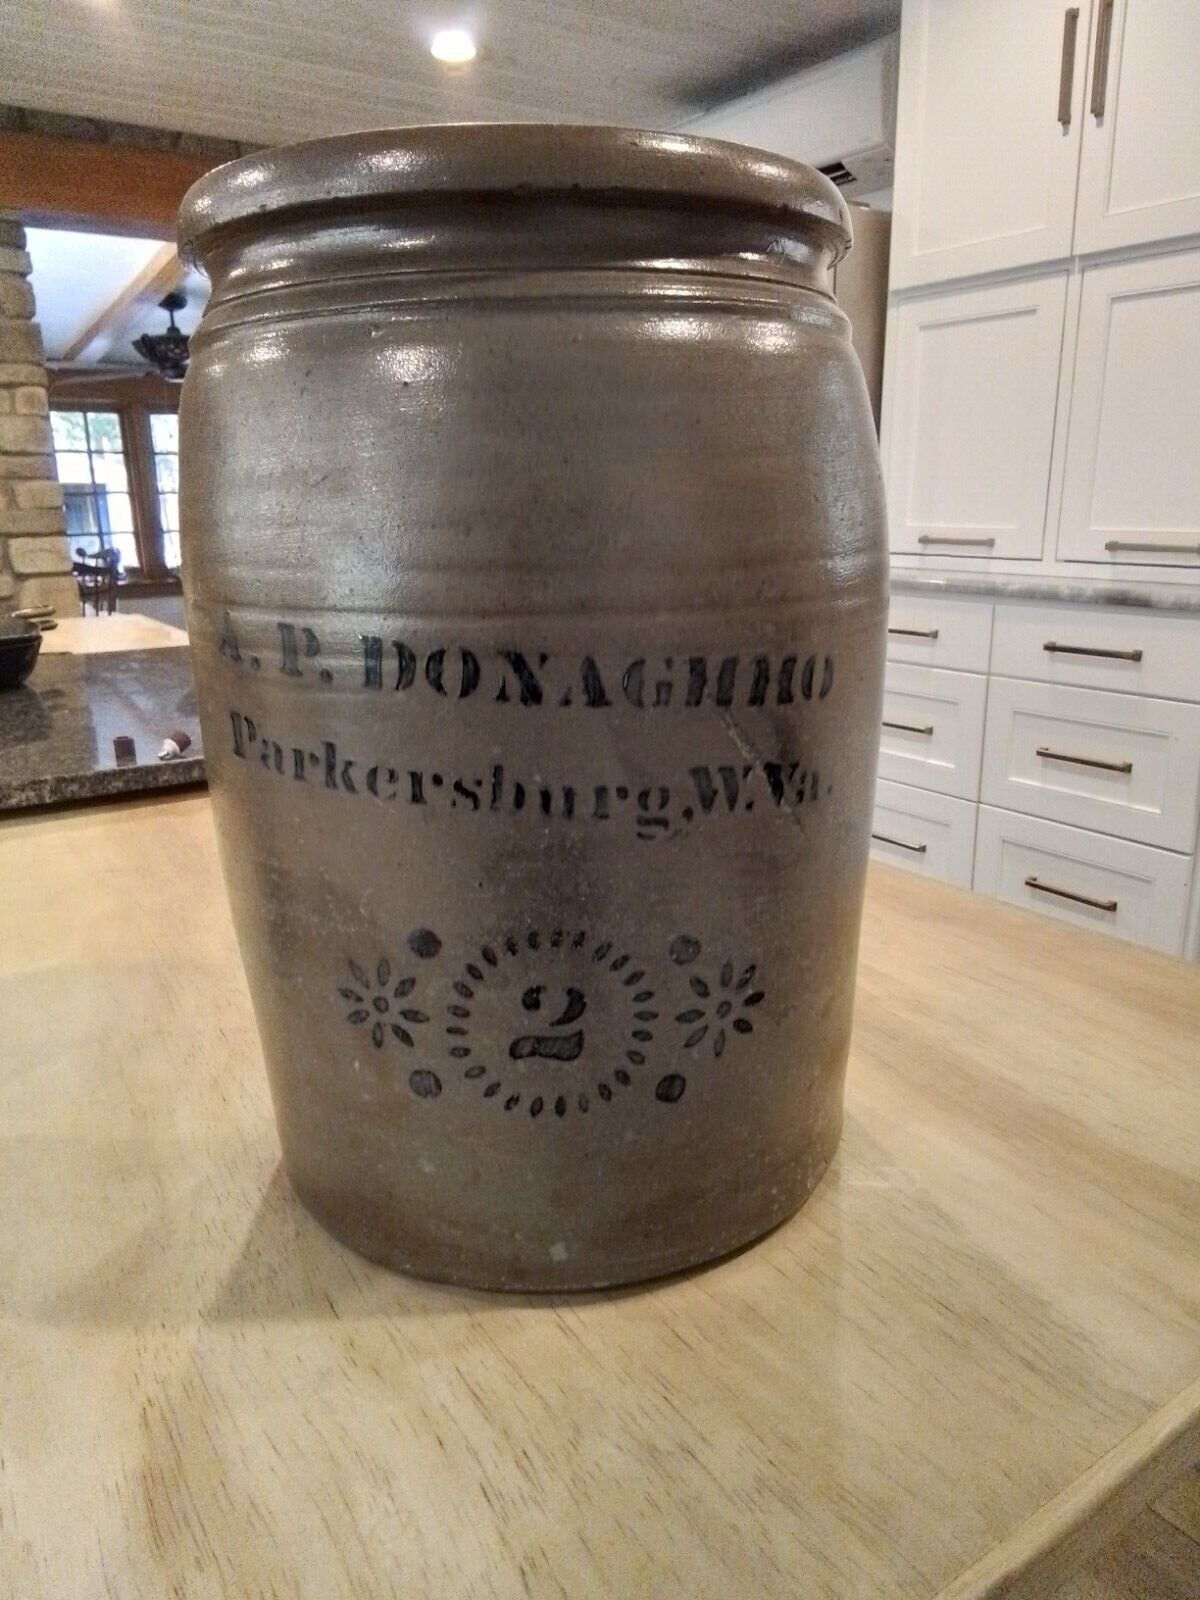 A. P. DONAGHHO
Parkersburg, W.Va.
2